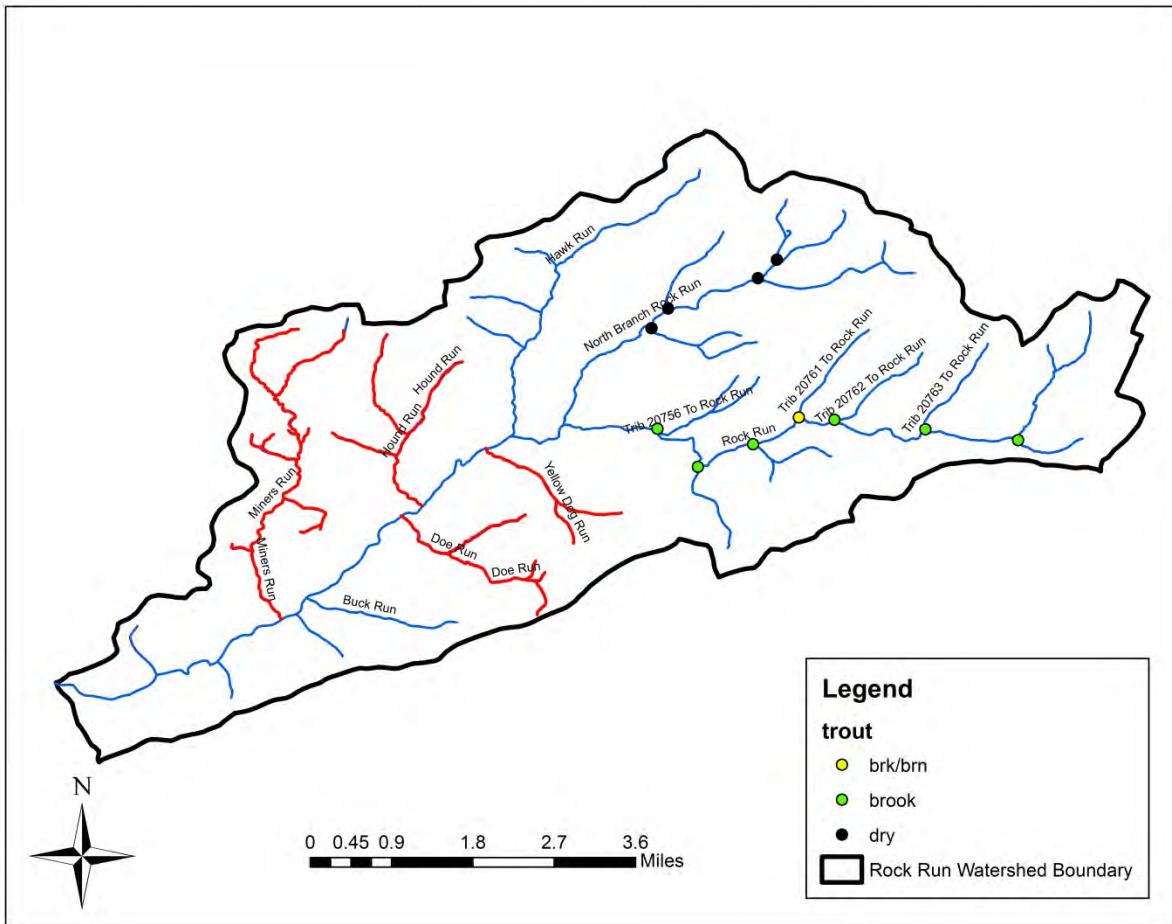 Hawk Run
North Branch Rock Run
Hound Run
Hound Run
Trib 20761 To Rock Run
Trib 20762 To Rock Run
Trib 20763 To Rock Run
Trib 20756 To Rock Run
Rock Run
Miners Run
Miners Run
Yellow Dog Run
Doe Run
Doe Run
Buck Run
Legend
trout
brk/brn
brook
dry
Rock Run Watershed Boundary
N
0 0.45 0.9 1.8 2.7 3.6
Miles